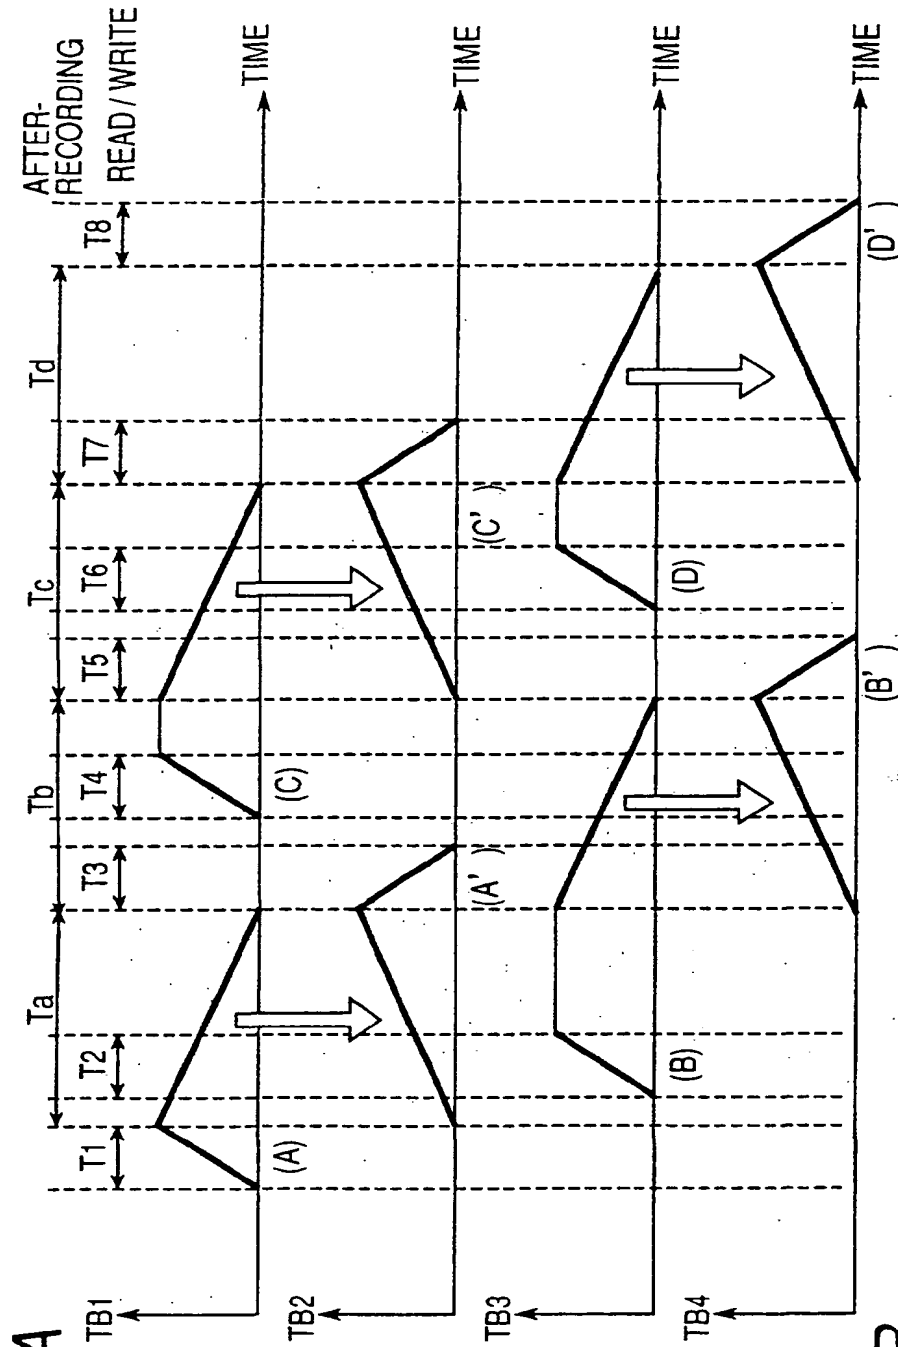 A
Ta Tb Tc Td AFTER-
RECORDING
T1 T2 T3 T4 T5 T6 T7 T8 READ/WRITE
TB1 TIME
(A) (C)
TB2 TIME
(A') (C')
TB3 TIME
(B) (D)
TB4 TIME
(B') (D')